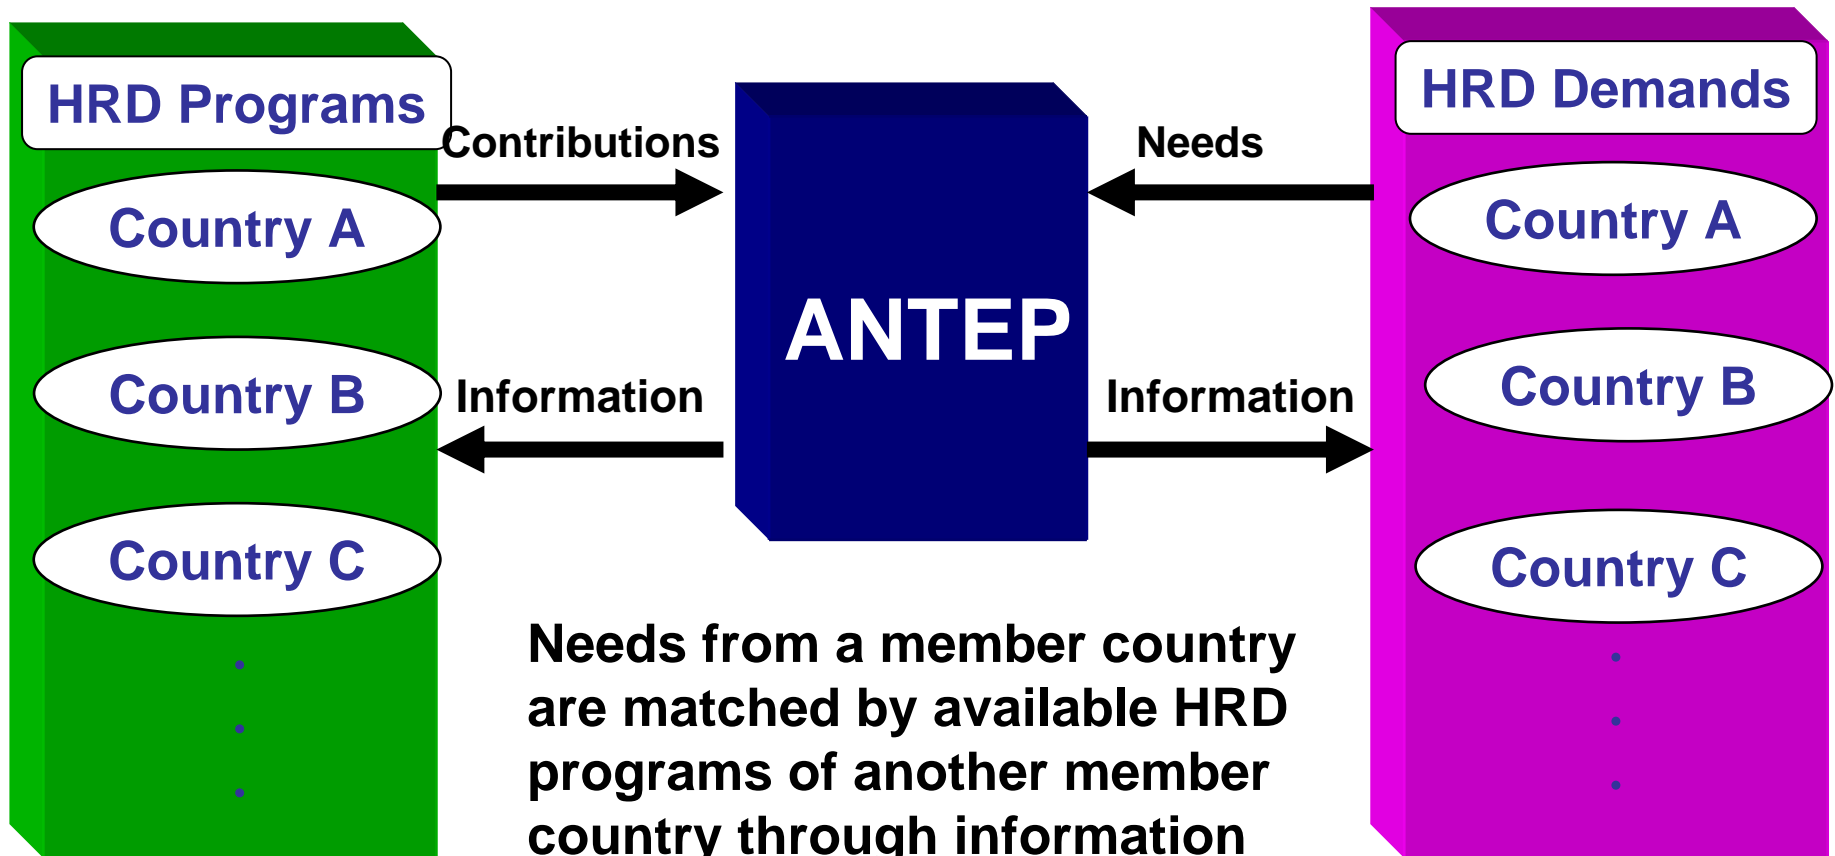 HRD Programs
Country A
Country B
Country C
.
.
.
Contributions
Information
ANTEP
Needs
Information
HRD Demands
Country A
Country B
Country C
.
.
.
Needs from a member country
are matched by available HRD
programs of another member
country through information